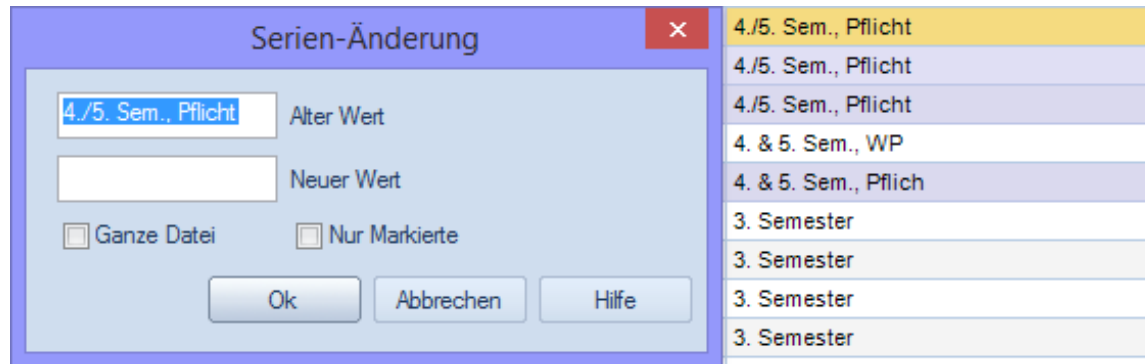 Serien-Änderung
4./5. Sem., Pflicht Alter Wert
Neuer Wert
Ganze Datei Nur Markierte
Ok Abbrechen Hilfe
4./5. Sem., Pflicht
4./5. Sem., Pflicht
4./5. Sem., Pflicht
4. & 5. Sem., WP
4. & 5. Sem., Pflich
3. Semester
3. Semester
3. Semester
3. Semester